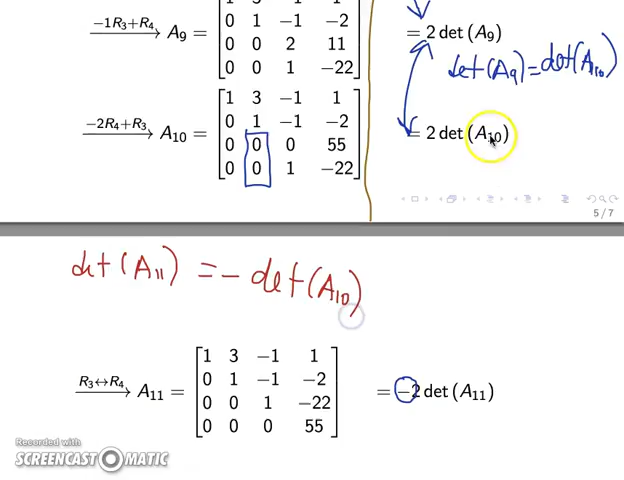 1 3 −1 1
−1R3+R4 → A9 = 0 1 −1 −2 = 2 det (A9)
0 0 2 11
0 0 1 −22
det(A9) = det(A10)
1 3 −1 1
0 1 −1 −2
−2R4+R3 → A10 = 0 0 0 55 = 2 det (A10)
0 0 1 −22
5 / 7
det(A11) = − det(A10)
1 3 −1 1
R3↔R4 → A11 = 0 1 −1 −2 = −2 det (A11)
0 0 1 −22
0 0 0 55
Recorded with
SCREENCAST-O-MATIC